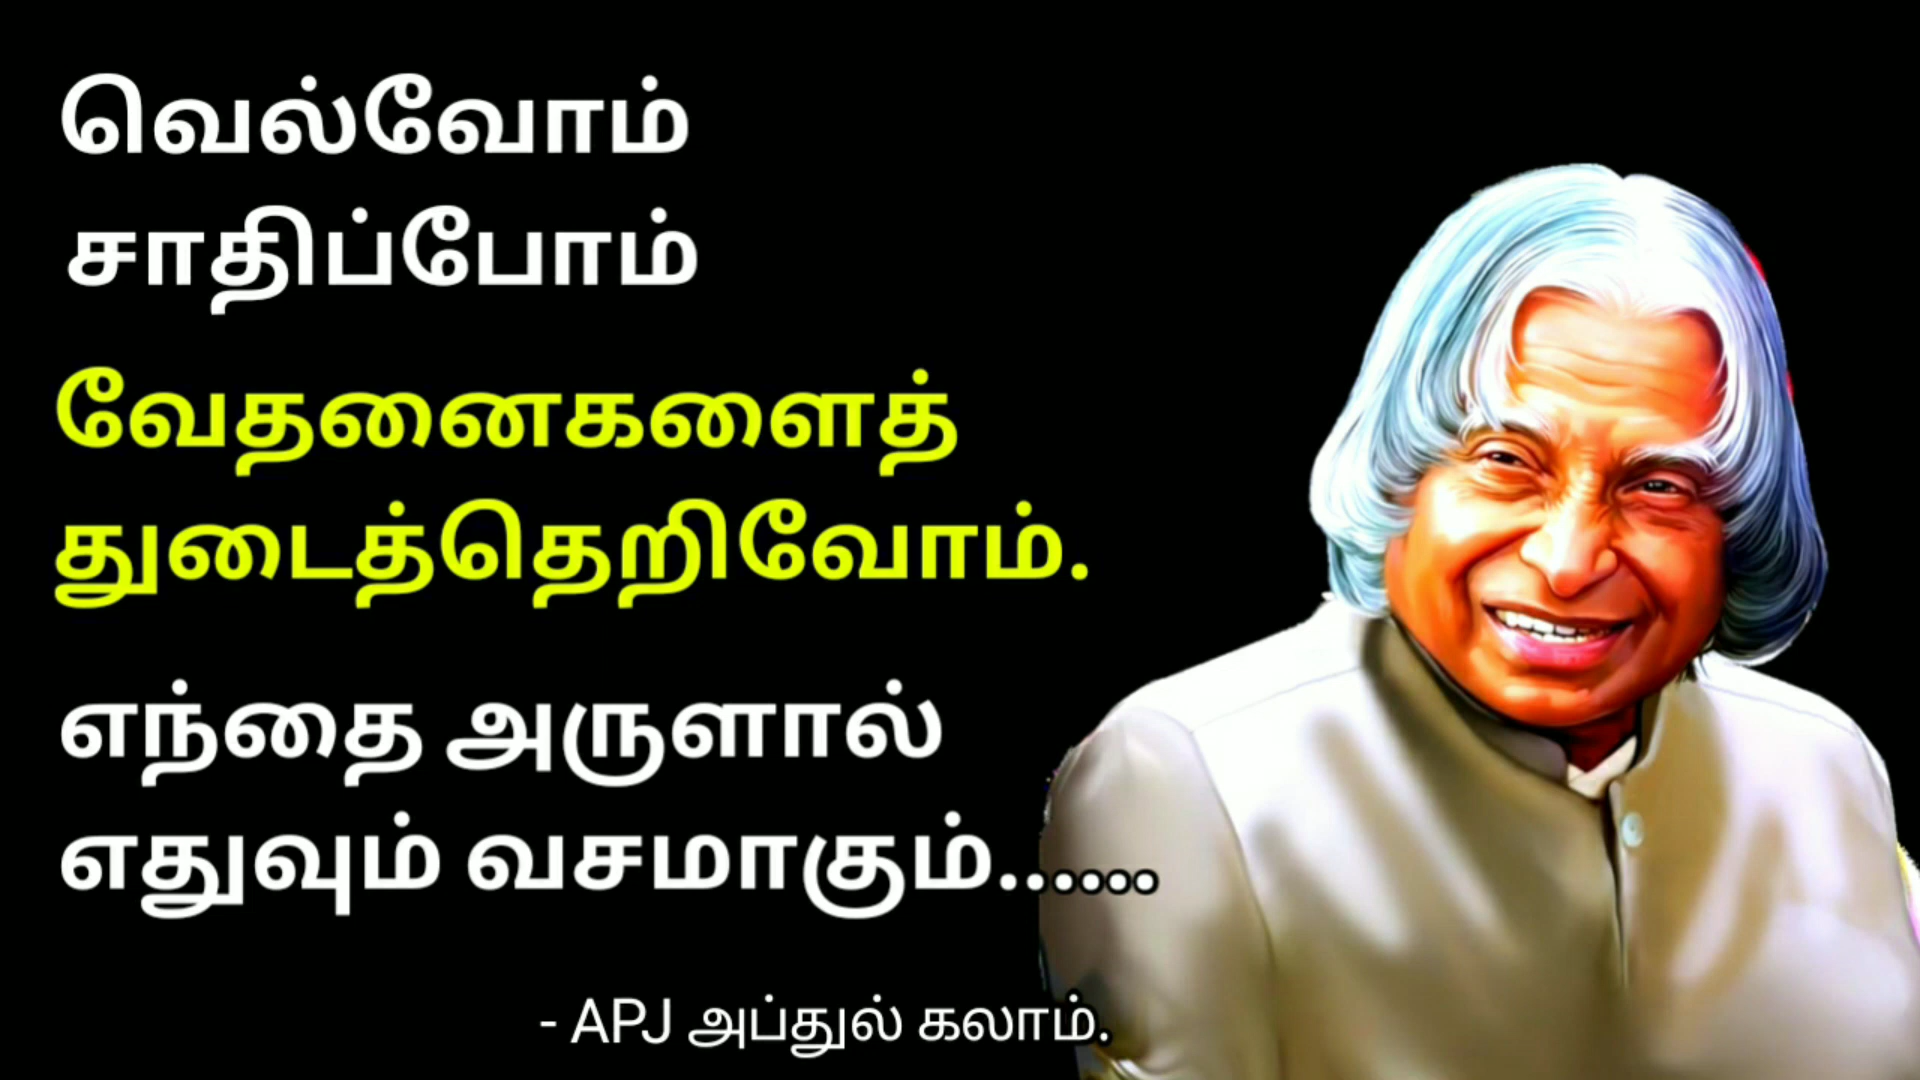 வெல்வோம்
சாதிப்போம்
வேதனைகளைத்
துடைத்தெறிவோம்.
எந்தை அருளால்
எதுவும் வசமாகும்.......
- APJ அப்துல் கலாம்.